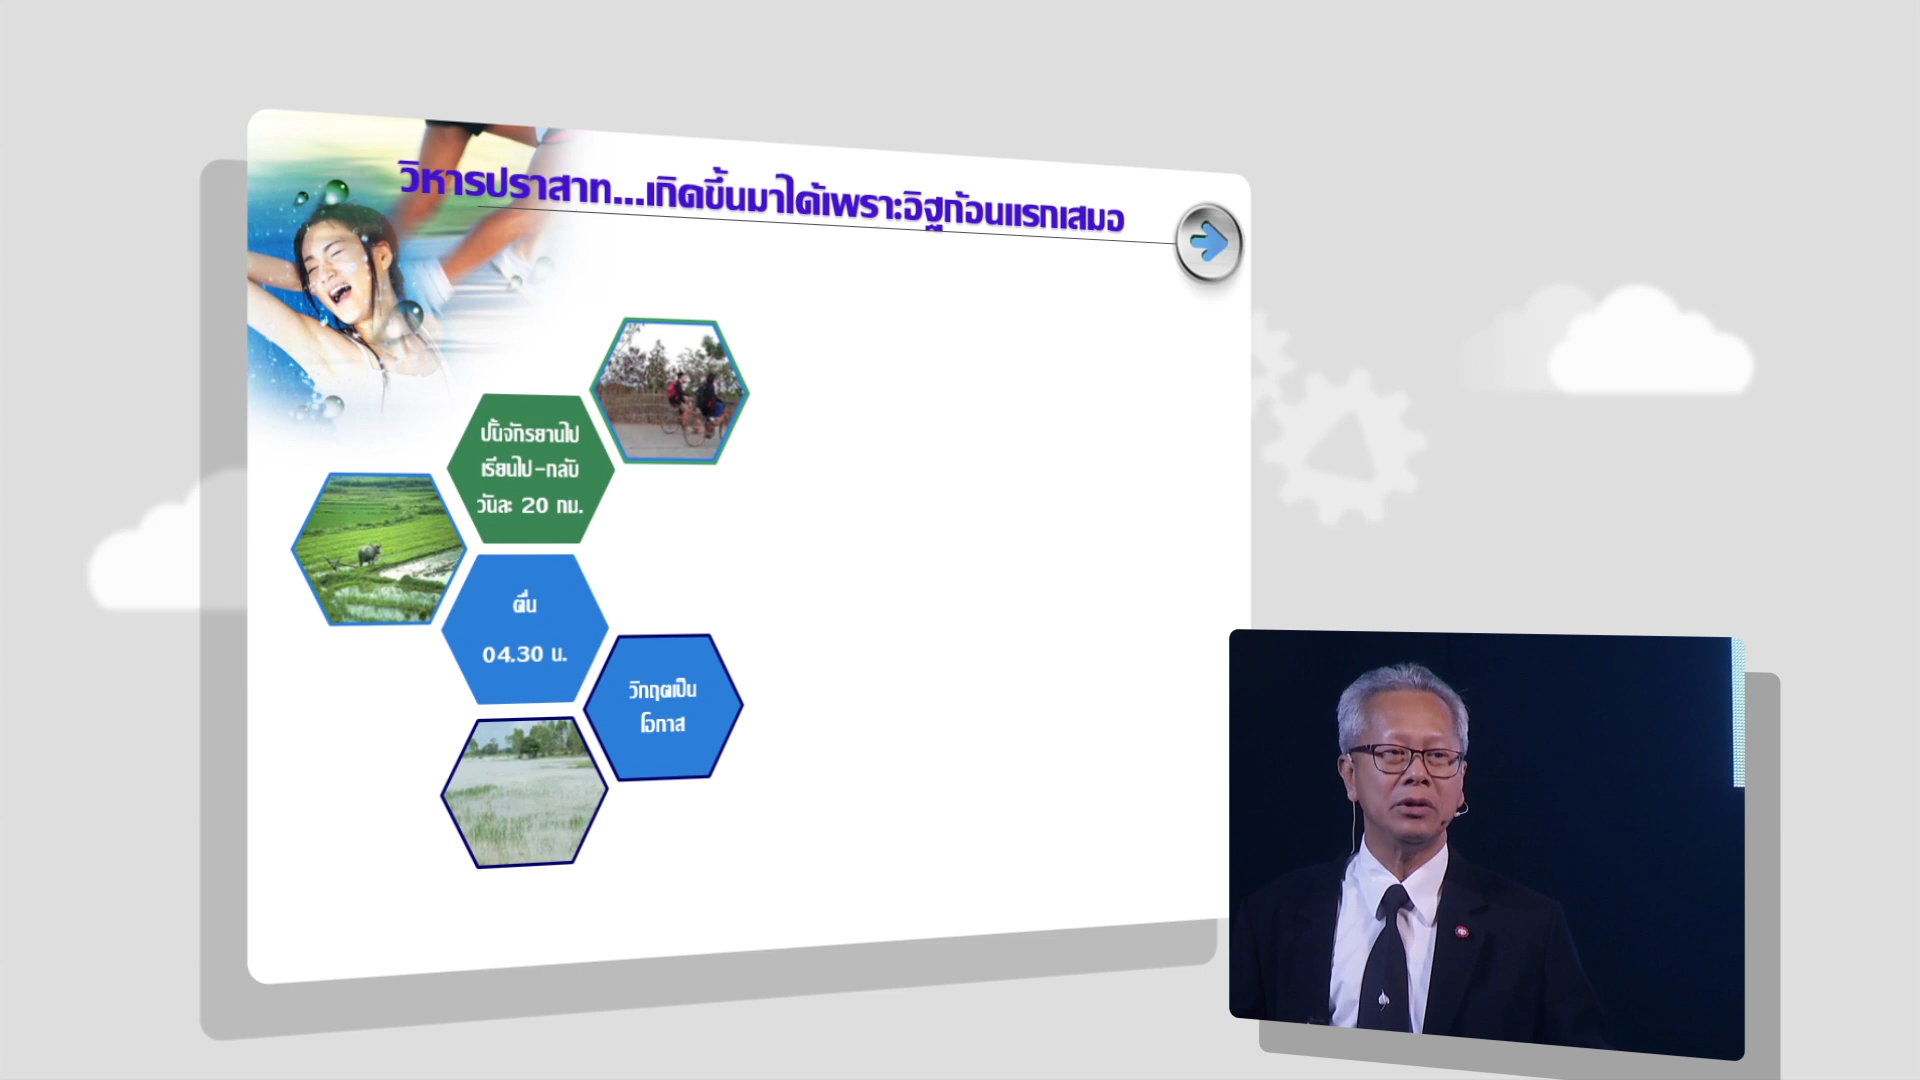 วิหารปราสาท...เกิดขึ้นมาได้เพราะอิฐก้อนแรกเสมอ
ปั่นจักรยานไป
เรียนไป-กลับ
วันละ 20 กม.
ตื่น
04.30 น.
วิกฤตเป็น
โอกาส